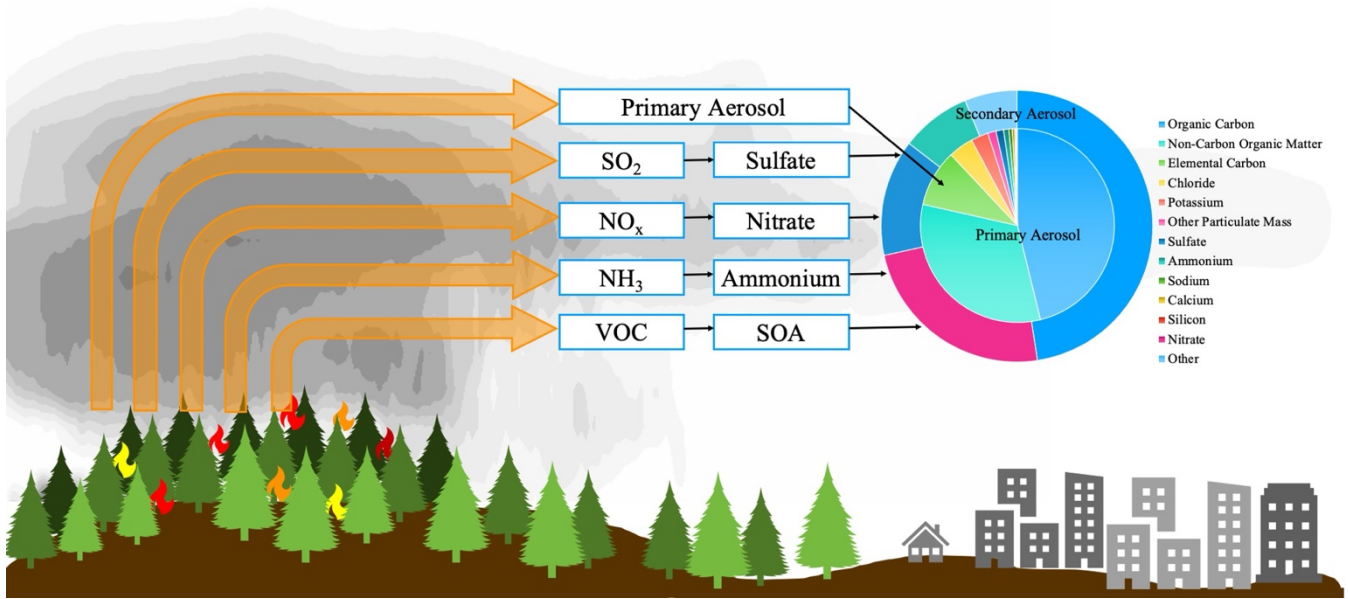 Primary Aerosol
SO₂
Sulfate
NOₓ
Nitrate
NH₃
Ammonium
VOC
SOA
Secondary Aerosol
Primary Aerosol
Organic Carbon
Non-Carbon Organic Matter
Elemental Carbon
Chloride
Potassium
Other Particulate Mass
Sulfate
Ammonium
Sodium
Calcium
Silicon
Nitrate
Other